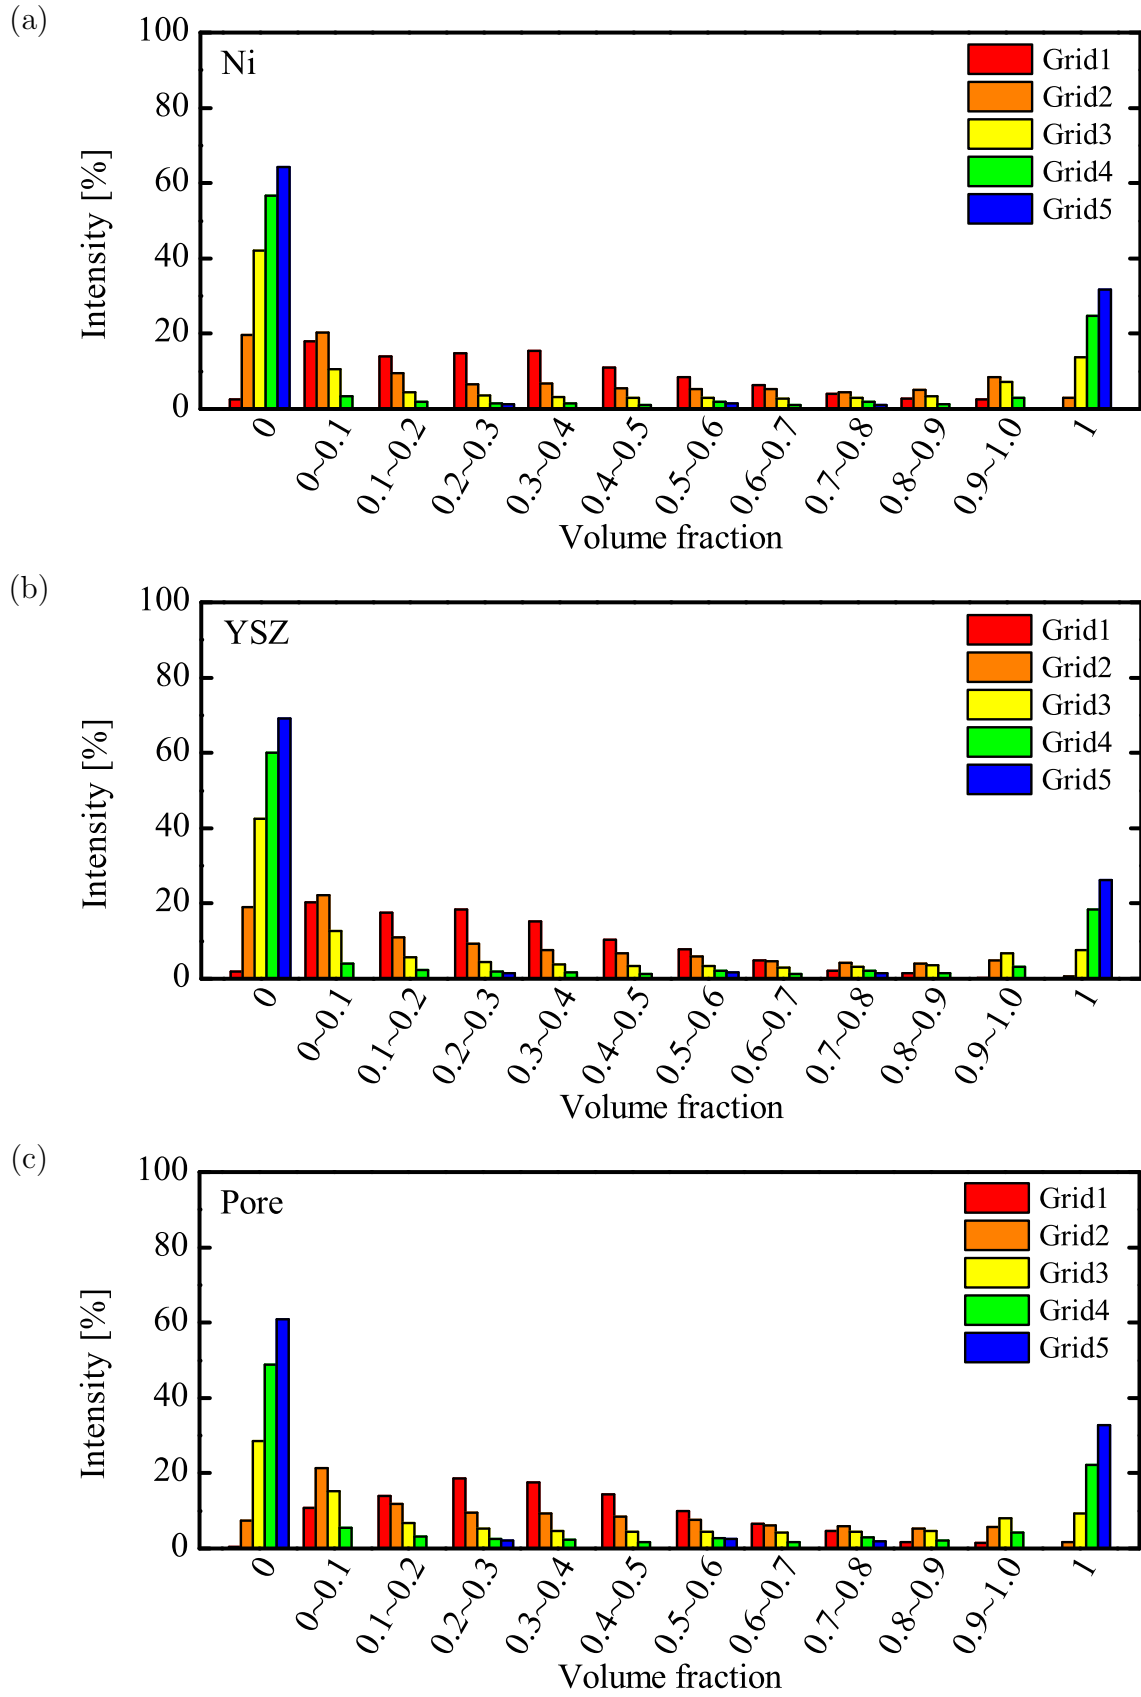 (a)
Ni
Grid1
Grid2
Grid3
Grid4
Grid5
Intensity [%]
100
80
60
40
20
0
0
0~0.1
0.1~0.2
0.2~0.3
0.3~0.4
0.4~0.5
0.5~0.6
0.6~0.7
0.7~0.8
0.8~0.9
0.9~1.0
1
Volume fraction
(b)
YSZ
Grid1
Grid2
Grid3
Grid4
Grid5
Intensity [%]
100
80
60
40
20
0
0
0~0.1
0.1~0.2
0.2~0.3
0.3~0.4
0.4~0.5
0.5~0.6
0.6~0.7
0.7~0.8
0.8~0.9
0.9~1.0
1
Volume fraction
(c)
Pore
Grid1
Grid2
Grid3
Grid4
Grid5
Intensity [%]
100
80
60
40
20
0
0
0~0.1
0.1~0.2
0.2~0.3
0.3~0.4
0.4~0.5
0.5~0.6
0.6~0.7
0.7~0.8
0.8~0.9
0.9~1.0
1
Volume fraction